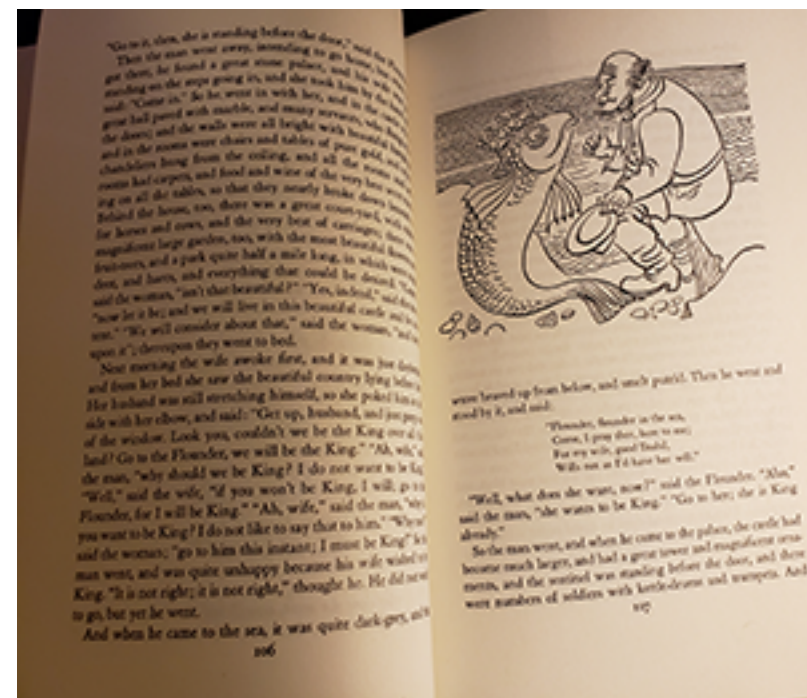 "Go to it, then, she is standing before the door," said the
Then the man went away, intending to go home, but
got there, he found a great stone palace, and his wife
standing on the steps going in, and she took him by the
said: "Come in." So he went in with her, and in the
great hall paved with marble, and many servants, who
the doors; and the walls were all bright with beautiful
and in the rooms were chairs and tables of pure gold,
chandeliers hung from the ceiling, and all the rooms and
rooms had carpets, and food and wine of the very best were
ing on all the tables, so that they nearly broke down
Behind the house, too, there was a great court-yard, with
for horses and cows, and the very best of carriages; there
magnificent large garden, too, with the most beautiful
fruit-trees, and a park quite half a mile long, in which were
deer, and hares, and everything that could be desired.
said the woman, "isn't that beautiful?" "Yes, indeed," said
"now let it be; and we will live in this beautiful castle and be
tent." "We will consider about that," said the woman, "and
upon it"; thereupon they went to bed.
Next morning the wife awoke first, and it was just
and from her bed she saw the beautiful country lying before
Her husband was still stretching himself, so she poked him
side with her elbow, and said: "Get up, husband, and just peep
of the window. Look you, couldn't we be the King over all
land? Go to the Flounder, we will be the King." "Ah, wife,"
the man, "why should we be King? I do not want to be King."
"Well," said the wife, "if you won't be King, I will; go to
Flounder, for I will be King." "Ah, wife," said the man, "why
you want to be King? I do not like to say that to him." "Why not?"
said the woman; "go to him this instant; I must be King!" So
man went, and was quite unhappy because his wife wished to
King. "It is not right; it is not right," thought he. He did not
to go, but yet he went.
And when he came to the sea, it was quite dark-grey, and
106
water heaved up from below, and smelt putrid. Then he went and
stood by it, and said:
"Flounder, flounder in the sea,
Come, I pray thee, here to me;
For my wife, good Ilsabil,
Wills not as I'd have her will."
"Well, what does she want, now?" said the Flounder. "Alas,"
said the man, "she wants to be King." "Go to her; she is King
already."
So the man went, and when he came to the palace, the castle had
become much larger, and had a great tower and magnificent orna-
ments, and the sentinel was standing before the door, and there
were numbers of soldiers with kettle-drums and trumpets. And
107